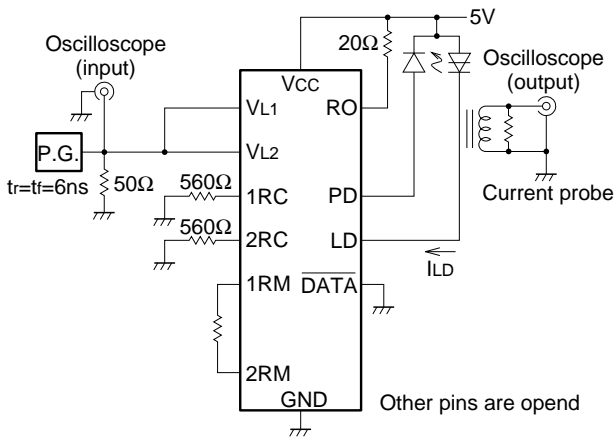 5V
Oscilloscope
(input)
20Ω
Oscilloscope
(output)
VCC
VL1
RO
P.G.
VL2
tr=tf=6ns
50Ω
560Ω
1RC
PD
Current probe
560Ω
2RC
LD
ILD
1RM
DATA
2RM
GND
Other pins are opend